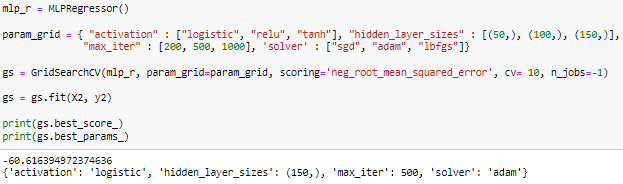 mlp_r = MLPRegressor()
param_grid = { "activation" : ["logistic", "relu", "tanh"], "hidden_layer_sizes" : [(50,), (100,), (150,)],
"max_iter" : [200, 500, 1000], 'solver' : ["sgd", "adam", "lbfgs"]}
gs = GridSearchCV(mlp_r, param_grid=param_grid, scoring='neg_root_mean_squared_error', cv= 10, n_jobs=-1)
gs = gs.fit(X2, y2)
print(gs.best_score_)
print(gs.best_params_)
-60.616394972374636
{'activation': 'logistic', 'hidden_layer_sizes': (150,), 'max_iter': 500, 'solver': 'adam'}